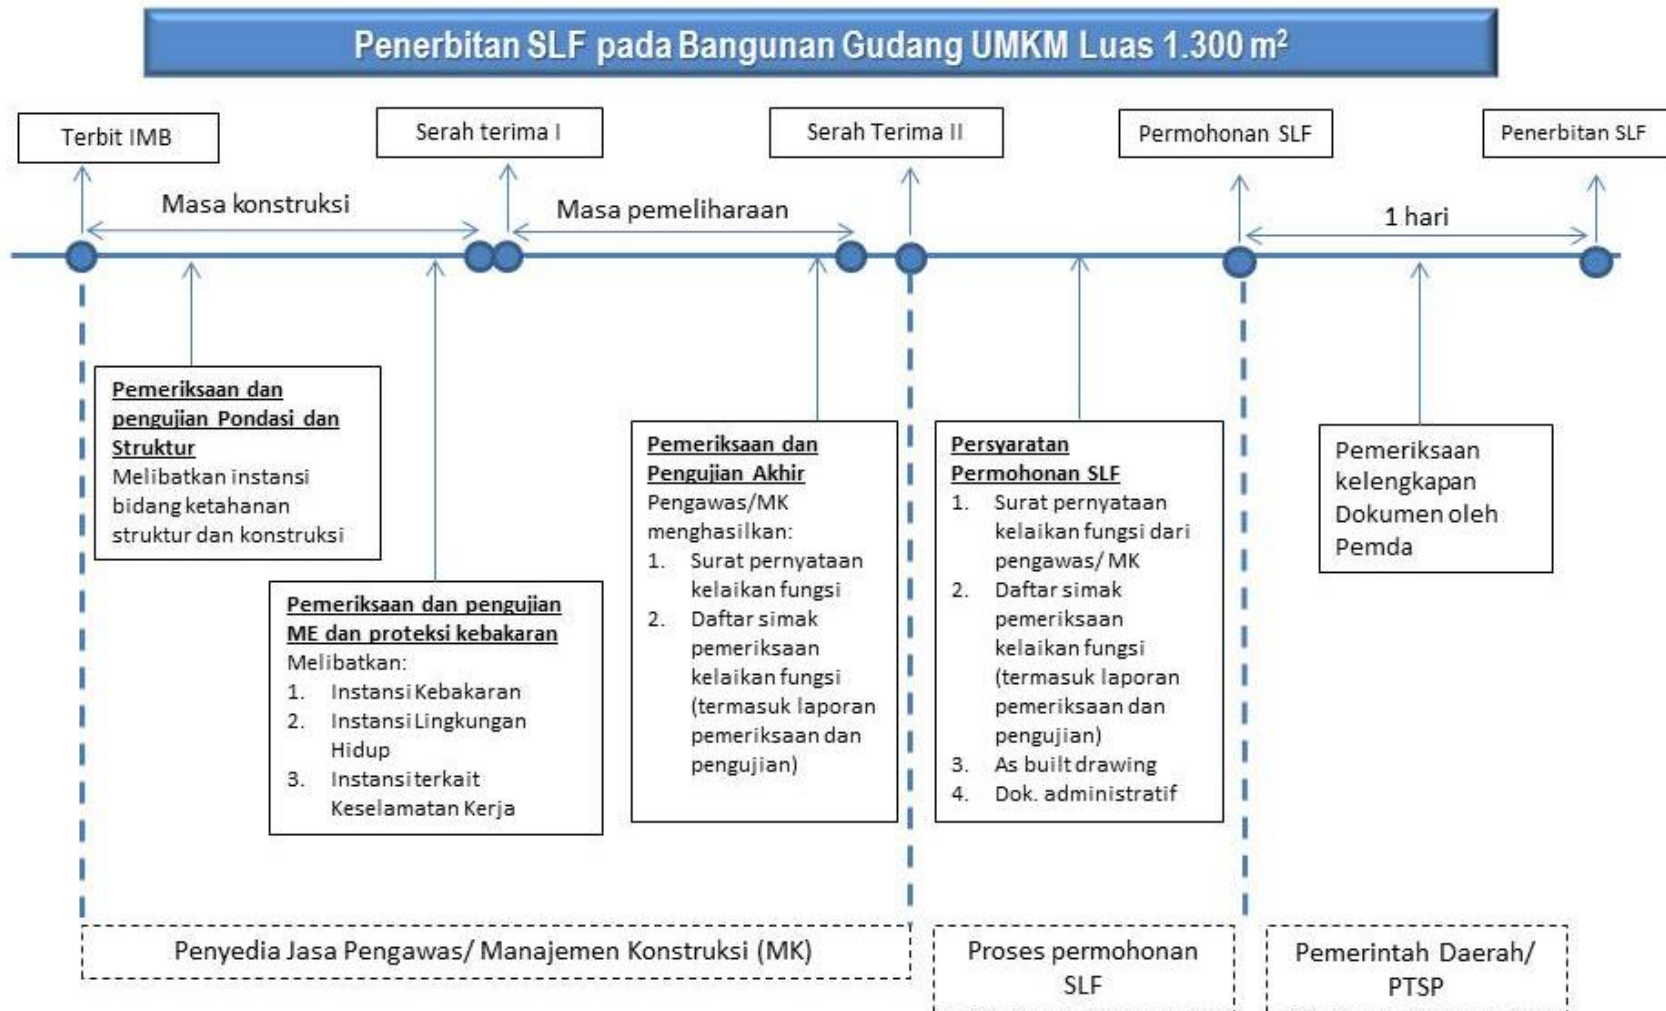 Penerbitan SLF pada Bangunan Gudang UMKM Luas 1.300 m²
Terbit IMB
Serah terima I
Serah Terima II
Permohonan SLF
Penerbitan SLF
Masa konstruksi
Masa pemeliharaan
1 hari
Pemeriksaan dan
pengujian Pondasi dan
Struktur
Melibatkan instansi
bidang ketahanan
struktur dan konstruksi
Pemeriksaan dan pengujian
ME dan proteksi kebakaran
Melibatkan:
1. Instansi Kebakaran
2. Instansi Lingkungan
Hidup
3. Instansi terkait
Keselamatan Kerja
Pemeriksaan dan
Pengujian Akhir
Pengawas/MK
menghasilkan:
1. Surat pernyataan
kelaikan fungsi
2. Daftar simak
pemeriksaan
kelaikan fungsi
(termasuk laporan
pemeriksaan dan
pengujian)
Persyaratan
Permohonan SLF
1. Surat pernyataan
kelaikan fungsi dari
pengawas/ MK
2. Daftar simak
pemeriksaan
kelaikan fungsi
(termasuk laporan
pemeriksaan dan
pengujian)
3. As built drawing
4. Dok. administratif
Pemeriksaan
kelengkapan
Dokumen oleh
Pemda
Penyedia Jasa Pengawas/ Manajemen Konstruksi (MK)
Proses permohonan
SLF
Pemerintah Daerah/
PTSP